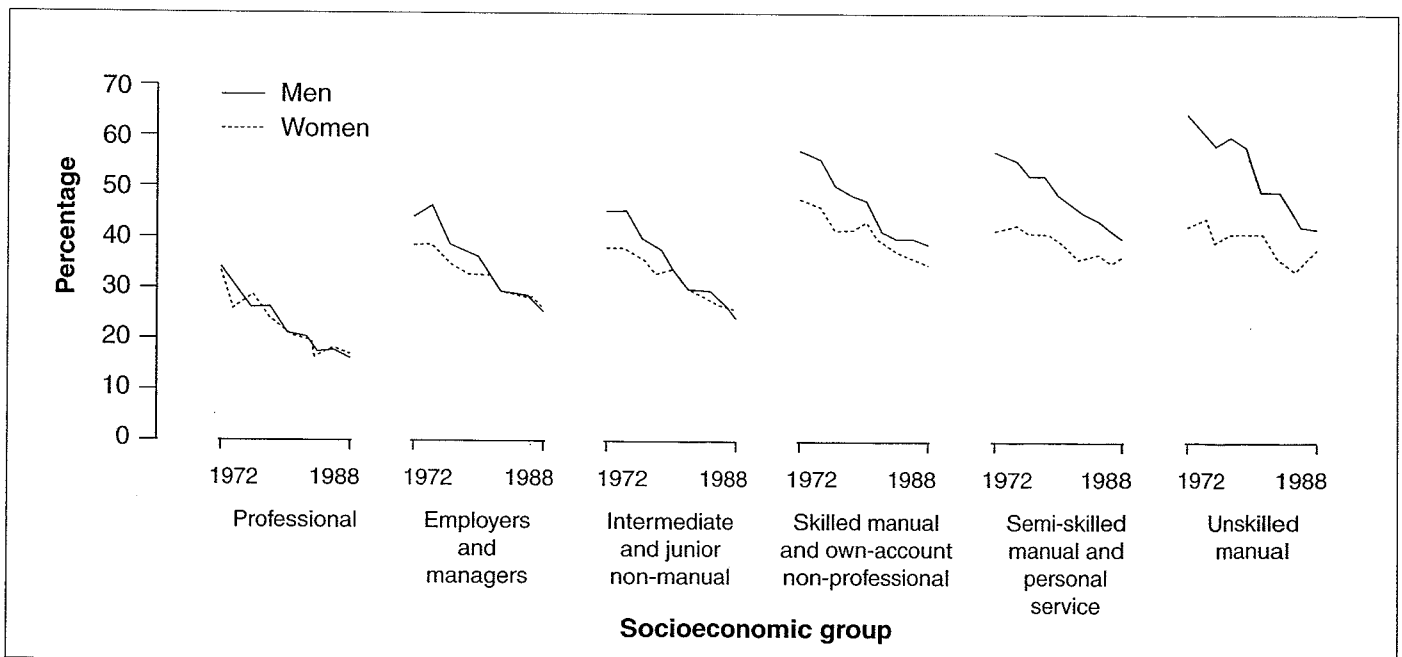 Percentage
70
60
50
40
30
20
10
0
Men
Women
1972 1988
Professional
1972 1988
Employers
and
managers
1972 1988
Intermediate
and junior
non-manual
1972 1988
Skilled manual
and own-account
non-professional
1972 1988
Semi-skilled
manual and
personal
service
1972 1988
Unskilled
manual
Socioeconomic group